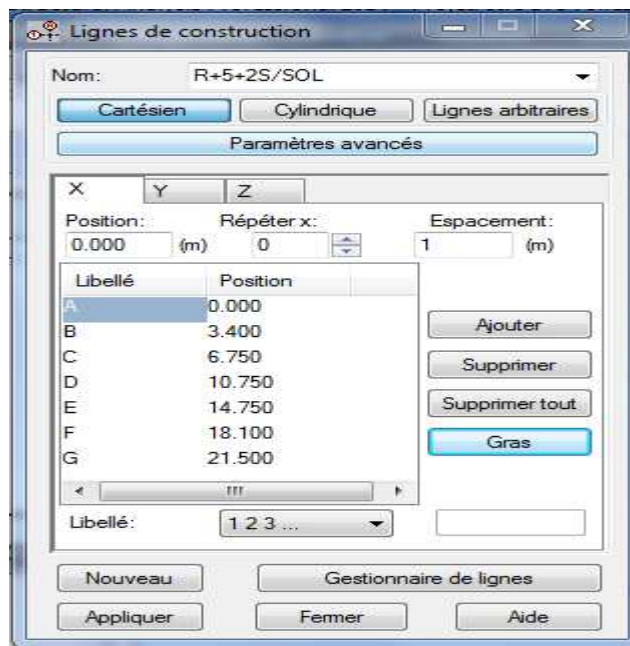 Lignes de construction
Nom: R+5+2S/SOL
Cartésien Cylindrique Lignes arbitraires
Paramètres avancés
X Y Z
Position: Répéter x: Espacement:
0.000 (m) 0 1 (m)
Libellé Position
A 0.000
B 3.400
C 6.750
D 10.750
E 14.750
F 18.100
G 21.500
Ajouter
Supprimer
Supprimer tout
Gras
Libellé: 1 2 3 ...
Nouveau Gestionnaire de lignes
Appliquer Fermer Aide